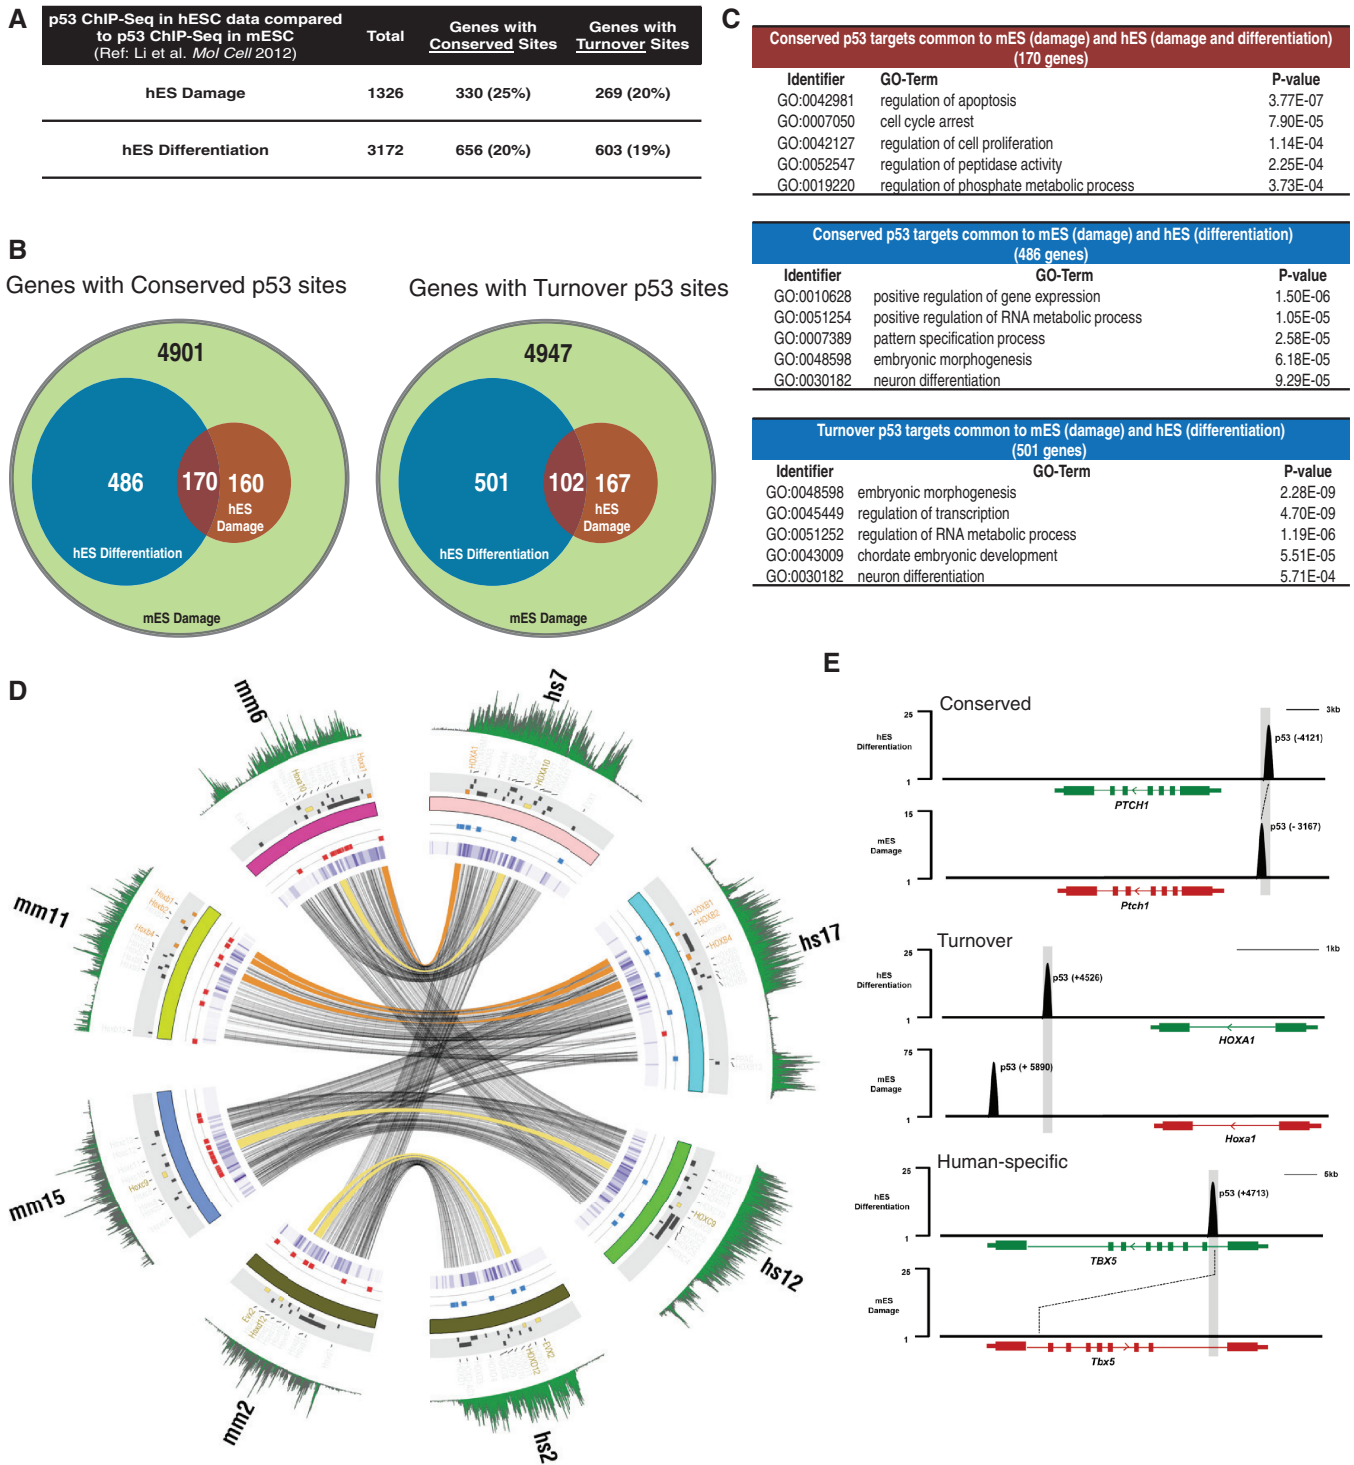 A
p53 ChIP-Seq in hESC data compared
to p53 ChIP-Seq in mESC
(Ref: Li et al. Mol Cell 2012)
Total
Genes with
Conserved Sites
Genes with
Turnover Sites
hES Damage 1326 330 (25%) 269 (20%)
hES Differentiation 3172 656 (20%) 603 (19%)
B
Genes with Conserved p53 sites
4901
486
170
160
hES
Damage
hES Differentiation
mES Damage
Genes with Turnover p53 sites
4947
501
102
167
hES
Damage
hES Differentiation
mES Damage
C
Conserved p53 targets common to mES (damage) and hES (damage and differentiation)
(170 genes)
Identifier GO-Term P-value
GO:0042981 regulation of apoptosis 3.77E-07
GO:0007050 cell cycle arrest 7.90E-05
GO:0042127 regulation of cell proliferation 1.14E-04
GO:0052547 regulation of peptidase activity 2.25E-04
GO:0019220 regulation of phosphate metabolic process 3.73E-04
Conserved p53 targets common to mES (damage) and hES (differentiation)
(486 genes)
Identifier GO-Term P-value
GO:0010628 positive regulation of gene expression 1.50E-06
GO:0051254 positive regulation of RNA metabolic process 1.05E-05
GO:0007389 pattern specification process 2.58E-05
GO:0048598 embryonic morphogenesis 6.18E-05
GO:0030182 neuron differentiation 9.29E-05
Turnover p53 targets common to mES (damage) and hES (differentiation)
(501 genes)
Identifier GO-Term P-value
GO:0048598 embryonic morphogenesis 2.28E-09
GO:0045449 regulation of transcription 4.70E-09
GO:0051252 regulation of RNA metabolic process 1.19E-06
GO:0043009 chordate embryonic development 5.51E-05
GO:0030182 neuron differentiation 5.71E-04
D
mm6
hs7
Hoxa10
Hoxa1
HOXA1
HOXA10
mm11
Hoxb1
Hoxb2
Hoxb4
hs17
HOXB1
HOXB2
HOXB4
mm15
Hoxc9
hs12
HOXC9
mm2
Evx2
Hoxd12
hs2
EVX2
HOXD12
E
Conserved
25
hES
Differentiation
1
3kb
p53 (-4121)
PTCH1
15
mES
Damage
1
p53 (- 3167)
Ptch1
Turnover
25
hES
Differentiation
1
1kb
p53 (+4526)
HOXA1
75
mES
Damage
1
p53 (+ 5890)
Hoxa1
Human-specific
25
hES
Differentiation
1
5kb
p53 (+4713)
TBX5
25
mES
Damage
1
Tbx5